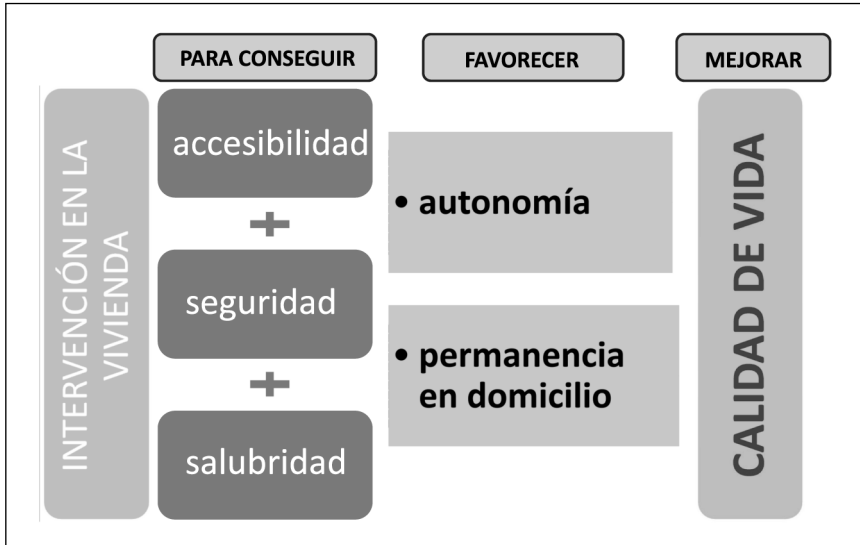 PARA CONSEGUIR
FAVORECER
MEJORAR
INTERVENCIÓN EN LA
VIVIENDA
accesibilidad
+
seguridad
+
salubridad
• autonomía
• permanencia
en domicilio
CALIDAD DE VIDA